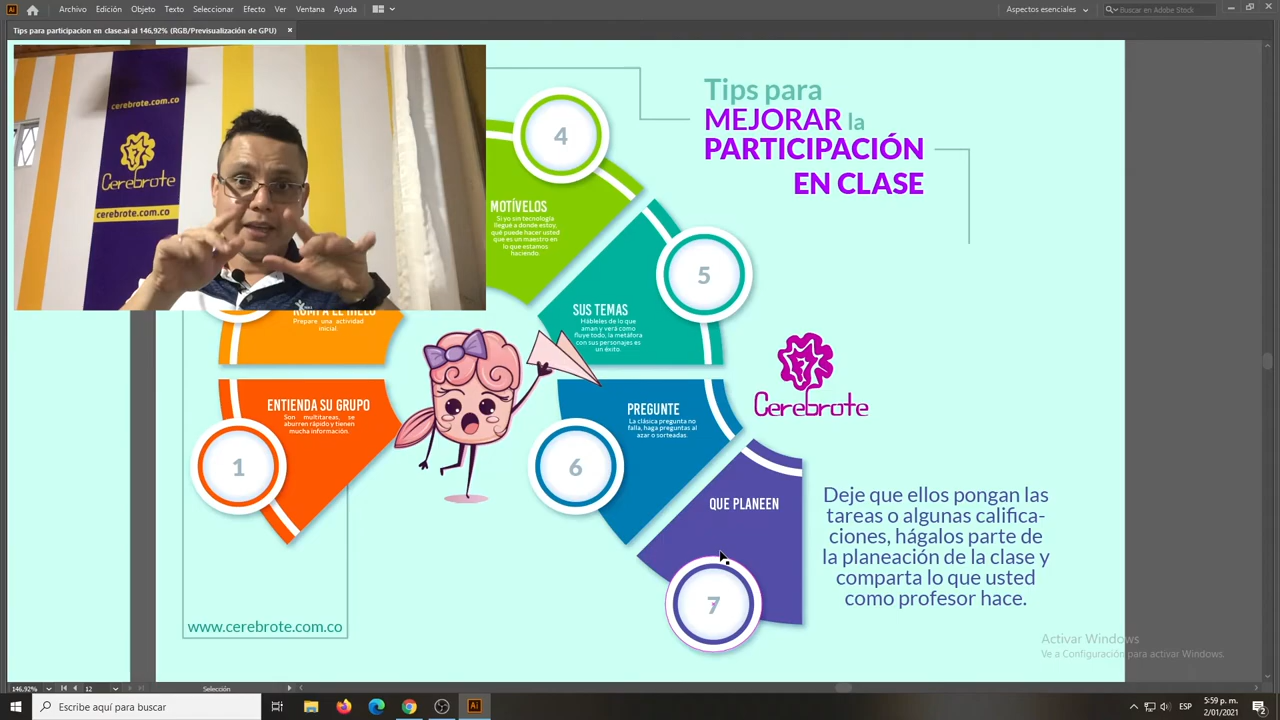 Archivo Edición Objeto Texto Seleccionar Efecto Ver Ventana Ayuda
Aspectos esenciales
Buscar en Adobe Stock
Tips para participacion en clase.ai al 146,92% (RGB/Previsualización de GPU)
cerebrote.com.co
Cerebrote
cerebrote.com.co
Tips para
MEJORAR la
PARTICIPACIÓN
EN CLASE
4
MOTÍVELOS
Si yo sin tecnología
llegué a donde estoy,
qué puede hacer usted
que es un maestro en
lo que estamos
haciendo.
5
SUS TEMAS
Hábleles de lo que
aman y verá como
fluye todo, la metáfora
con sus personajes es
un éxito.
ROMPA EL HIELO
Prepare una actividad
inicial.
ENTIENDA SU GRUPO
Son multitareas, se
aburren rápido y tienen
mucha información.
1
PREGUNTE
La clásica pregunta no
falla, haga preguntas al
azar o sorteadas.
6
Cerebrote
QUE PLANEEN
7
Deje que ellos pongan las
tareas o algunas califica-
ciones, hágalos parte de
la planeación de la clase y
comparta lo que usted
como profesor hace.
www.cerebrote.com.co
Activar Windows
Ve a Configuración para activar Windows.
146,92%
12
Selección
Escribe aquí para buscar
Ai
ESP
5:59 p. m.
2/01/2021
2